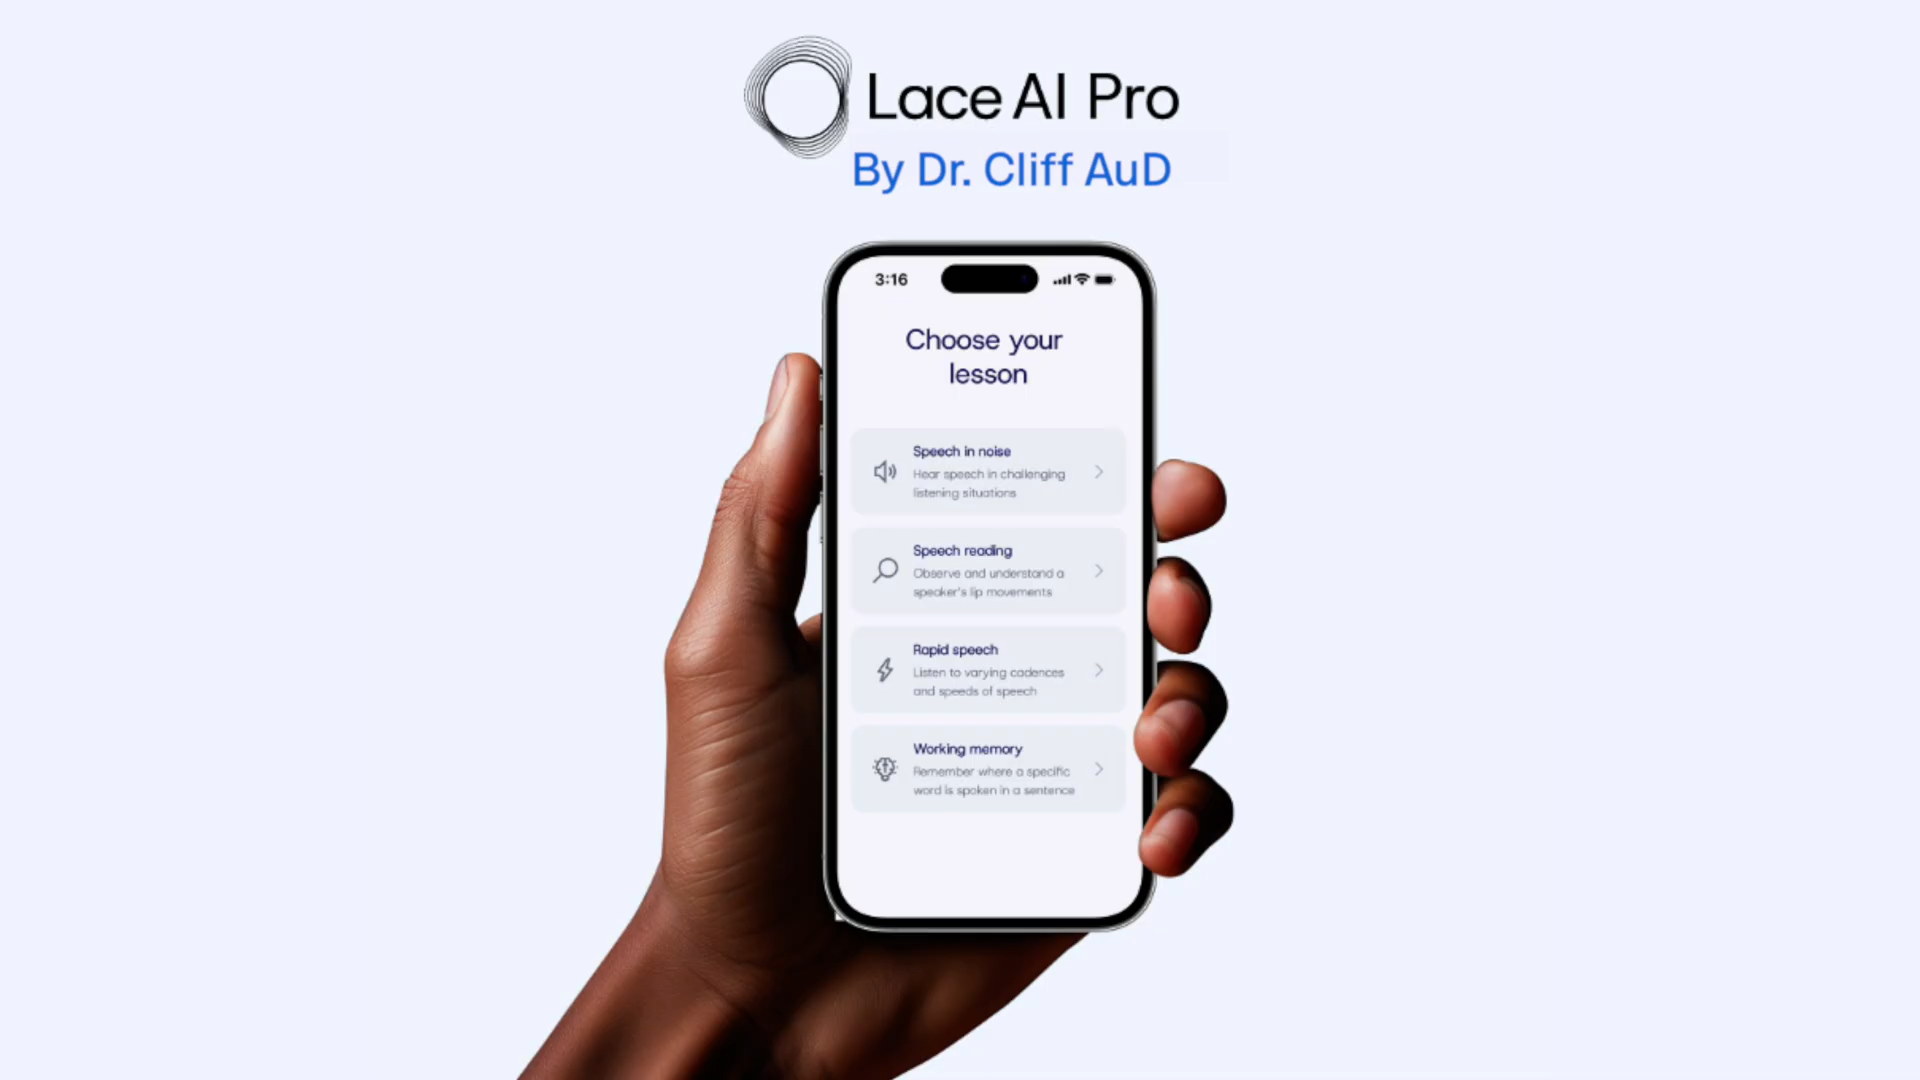 Lace AI Pro
By Dr. Cliff AuD
3:16
Choose your
lesson
Speech in noise
Hear speech in challenging
listening situations
Speech reading
Observe and understand a
speaker's lip movements
Rapid speech
Listen to varying cadences
and speeds of speech
Working memory
Remember where a specific
word is spoken in a sentence